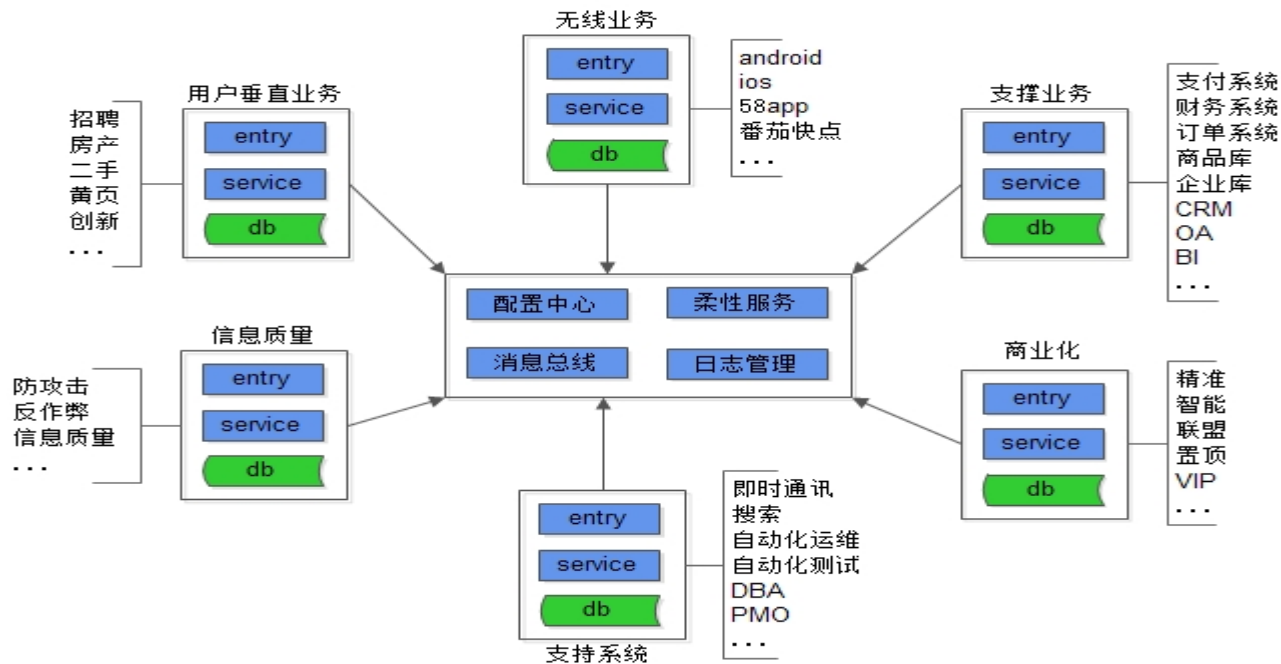 无线业务
entry
service
db
android
ios
58app
番茄快点
...
用户垂直业务
entry
service
db
招聘
房产
二手
黄页
创新
...
支撑业务
entry
service
db
支付系统
财务系统
订单系统
商品库
企业库
CRM
OA
BI
...
配置中心
柔性服务
消息总线
日志管理
信息质量
entry
service
db
防攻击
反作弊
信息质量
...
商业化
entry
service
db
精准
智能
联盟
置顶
VIP
...
entry
service
db
支持系统
即时通讯
搜索
自动化运维
自动化测试
DBA
PMO
...